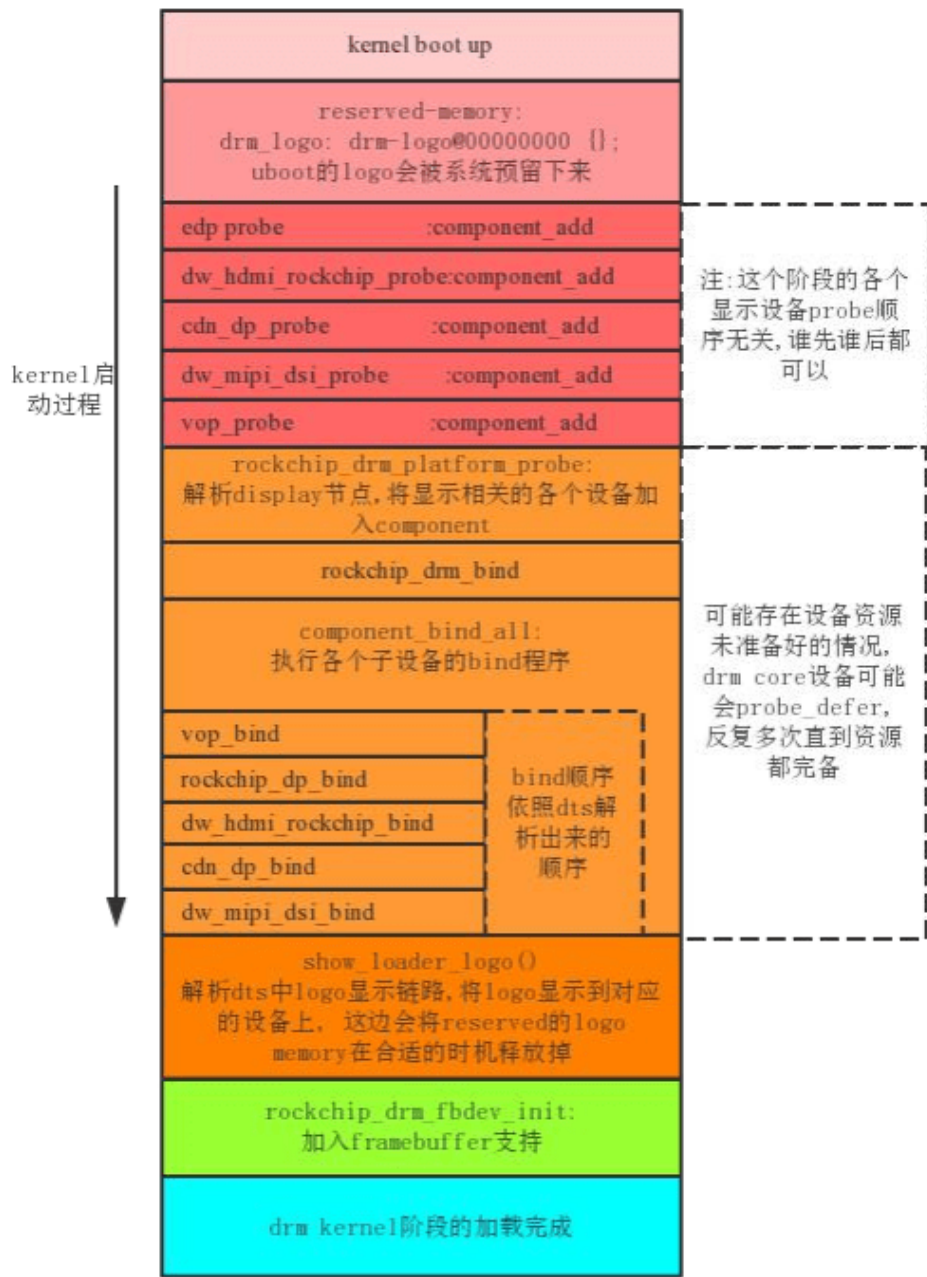 kernel boot up
reserved-memory:
drm_logo: drm-logo@00000000 {};
uboot的logo会被系统预留下来
edp probe :component_add
dw_hdmi_rockchip_probe:component_add
cdn_dp_probe :component_add
dw_mipi_dsi_probe :component_add
vop_probe :component_add
注:这个阶段的各个
显示设备probe顺
序无关,谁先谁后都
可以
kernel启
动过程
rockchip_drm_platform_probe:
解析display节点,将显示相关的各个设备加
入component
rockchip_drm_bind
component_bind_all:
执行各个子设备的bind程序
vop_bind
rockchip_dp_bind
dw_hdmi_rockchip_bind
cdn_dp_bind
dw_mipi_dsi_bind
bind顺序
依照dts解
析出来的
顺序
可能存在设备资源
未准备好的情况,
drm core设备可能
会probe_defer,
反复多次直到资源
都完备
show_loader_logo()
解析dts中logo显示链路,将logo显示到对应
的设备上, 这边会将reserved的logo
memory在合适的时机释放掉
rockchip_drm_fbdev_init:
加入framebuffer支持
drm kernel阶段的加载完成